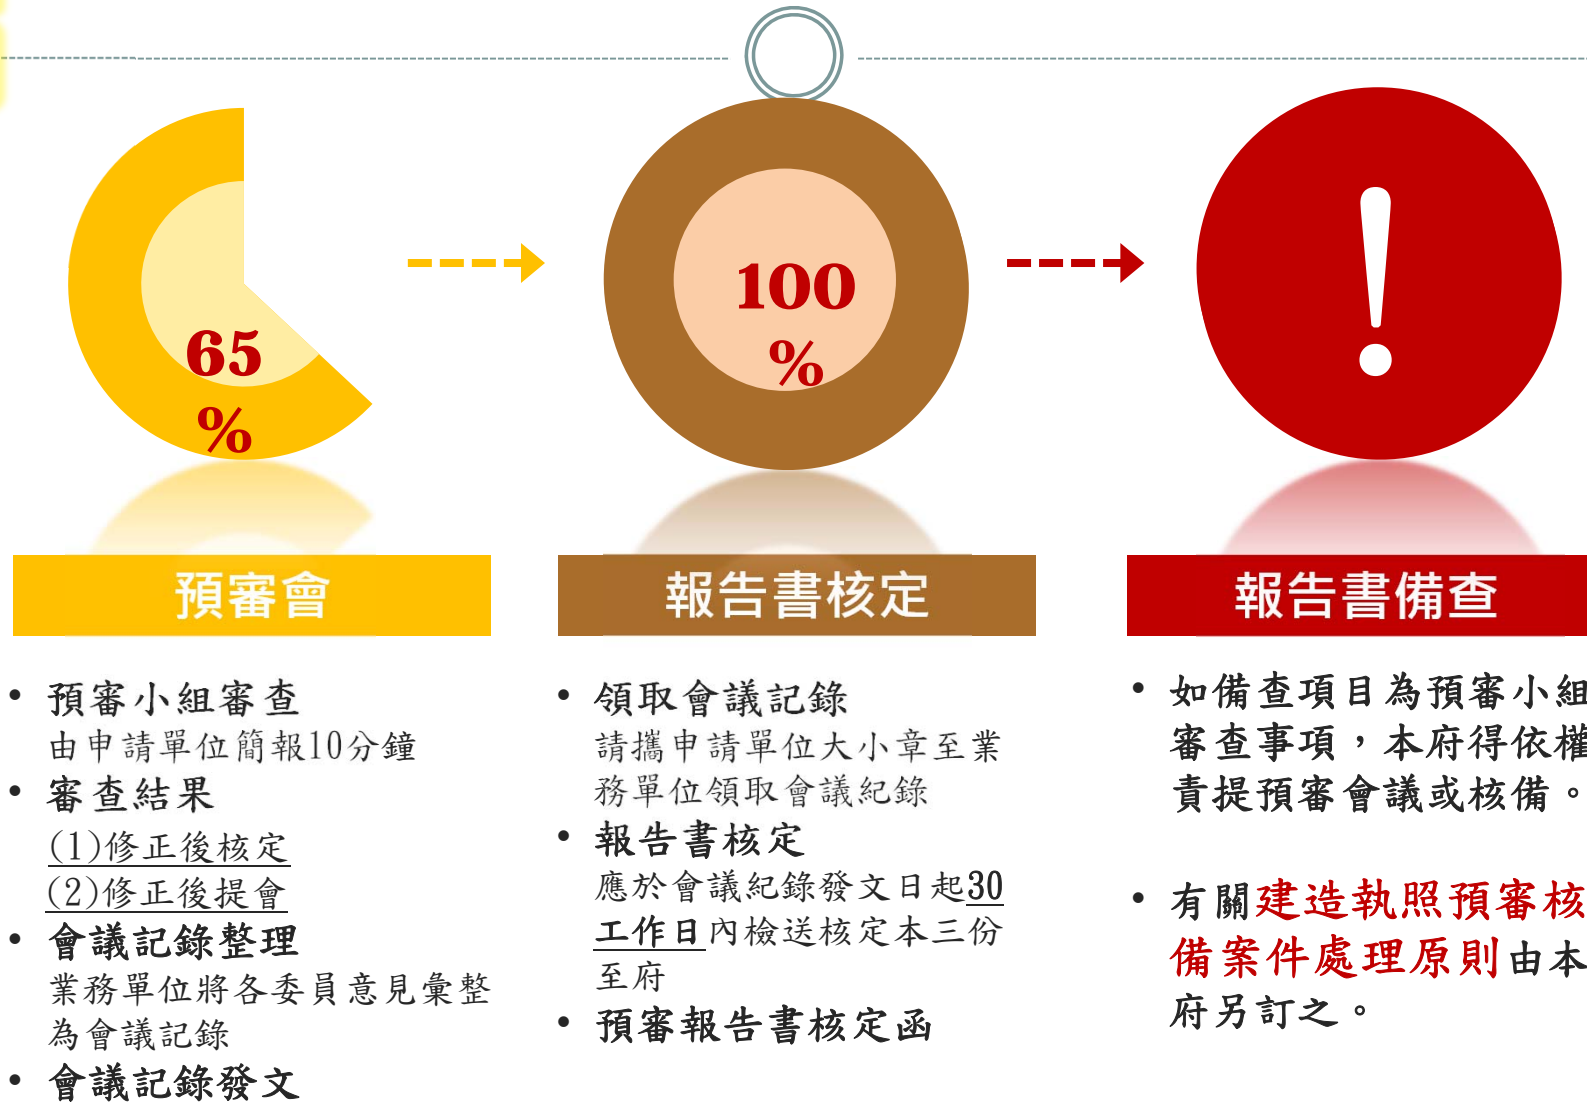 65
%
100
%
!
預審會
• 預審小組審查
由申請單位簡報10分鐘
• 審查結果
(1)修正後核定
(2)修正後提會
• 會議記錄整理
業務單位將各委員意見彙整
為會議記錄
• 會議記錄發文
報告書核定
• 領取會議記錄
請攜申請單位大小章至業
務單位領取會議紀錄
• 報告書核定
應於會議紀錄發文日起30
工作日內檢送核定本三份
至府
• 預審報告書核定函
報告書備查
• 如備查項目為預審小組
審查事項，本府得依權
責提預審會議或核備。
• 有關建造執照預審核
備案件處理原則由本
府另訂之。